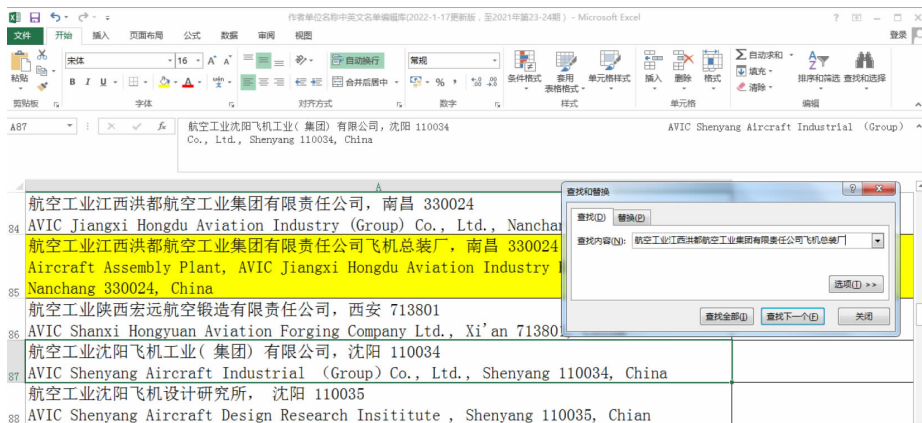 作者单位名称中英文名单编辑库(2022-1-17更新版,至2021年第23-24期) - Microsoft Excel
文件 开始 插入 页面布局 公式 数据 审阅 视图 登录
粘贴 宋体 16 自动换行 常规 条件格式 套用 表格格式 单元格样式 插入 删除 格式 自动求和 填充 清除 排序和筛选 查找和选择
B I U 合并后居中 %
剪贴板 字体 对齐方式 数字 样式 单元格 编辑
A87 fx 航空工业沈阳飞机工业( 集团) 有限公司,沈阳 110034 AVIC Shenyang Aircraft Industrial (Group)
Co., Ltd., Shenyang 110034, China
A
航空工业江西洪都航空工业集团有限责任公司,南昌 330024
84 AVIC Jiangxi Hongdu Aviation Industry (Group) Co., Ltd., Nanchan
航空工业江西洪都航空工业集团有限责任公司飞机总装厂,南昌 330024
Aircraft Assembly Plant, AVIC Jiangxi Hongdu Aviation Industry
85 Nanchang 330024, China
航空工业陕西宏远航空锻造有限责任公司,西安 713801
86 AVIC Shanxi Hongyuan Aviation Forging Company Ltd., Xi'an 713801
航空工业沈阳飞机工业( 集团) 有限公司,沈阳 110034
87 AVIC Shenyang Aircraft Industrial (Group) Co., Ltd., Shenyang 110034, China
航空工业沈阳飞机设计研究所, 沈阳 110035
88 AVIC Shenyang Aircraft Design Research Insititute , Shenyang 110035, Chian
查找和替换
查找(D) 替换(P)
查找内容(N): 航空工业江西洪都航空工业集团有限责任公司飞机总装厂
选项(T) >>
查找全部(I) 查找下一个(F) 关闭